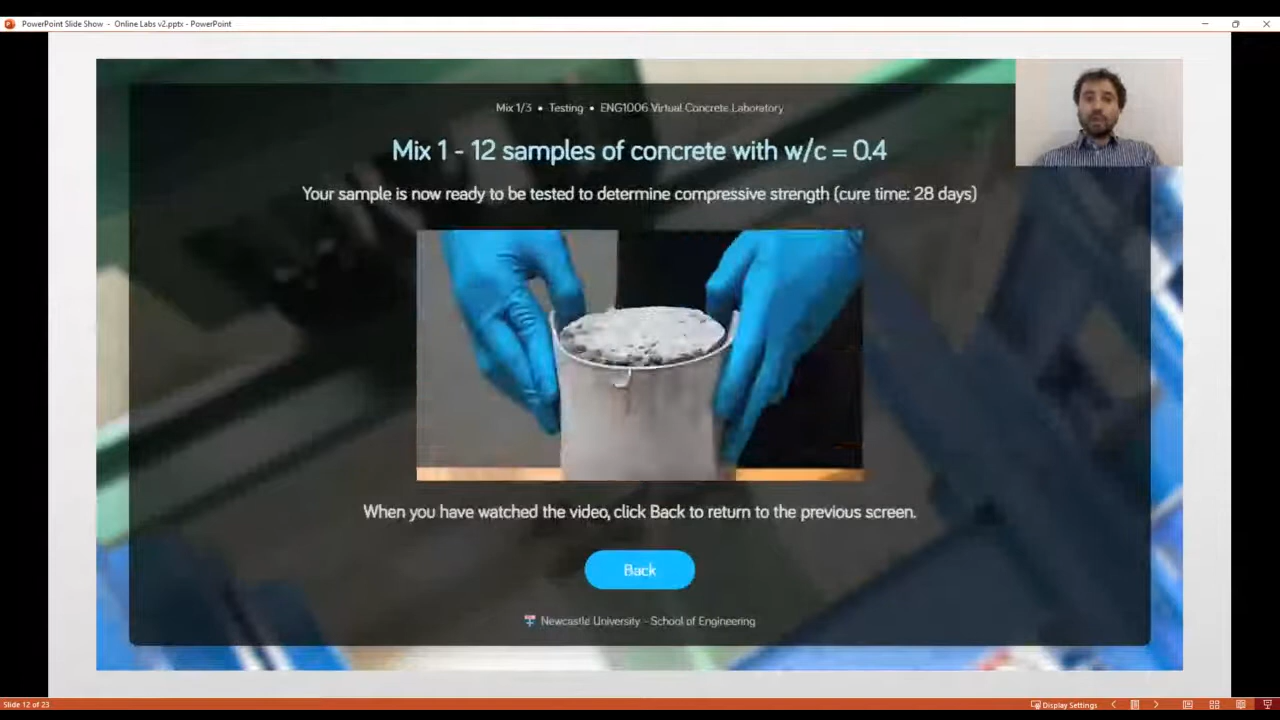 PowerPoint Slide Show - Online Labs v2.pptx - PowerPoint
Mix 1/3 • Testing • ENG1006 Virtual Concrete Laboratory
Mix 1 - 12 samples of concrete with w/c = 0.4
Your sample is now ready to be tested to determine compressive strength (cure time: 28 days)
When you have watched the video, click Back to return to the previous screen.
Back
Newcastle University - School of Engineering
Slide 12 of 23
Display Settings